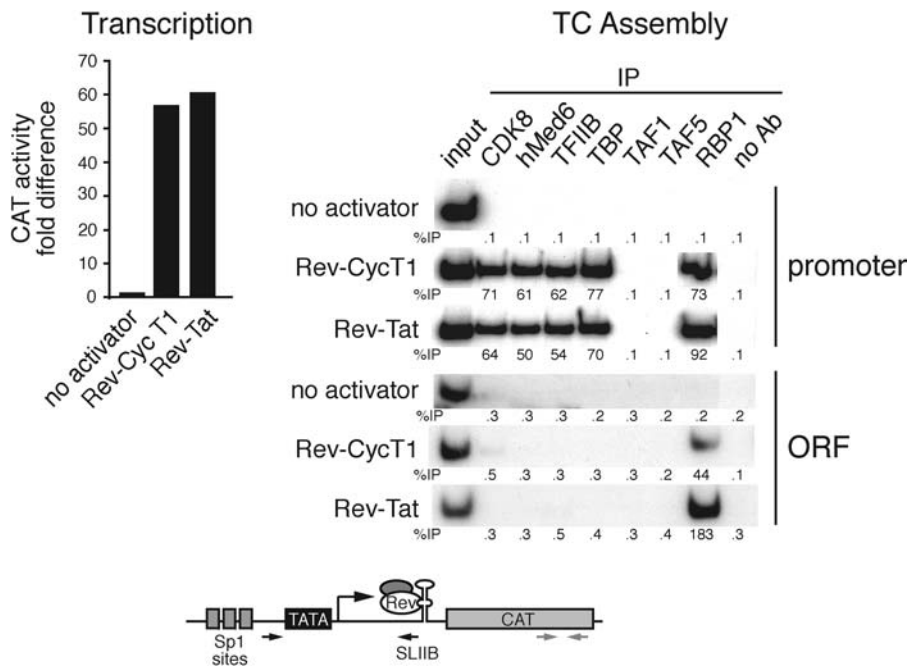 Transcription
TC Assembly
CAT activity
fold difference
70
60
50
40
30
20
10
0
no activator
Rev-Cyc T1
Rev-Tat
IP
input CDK8 hMed6 TFIIB TBP TAF1 TAF5 RBP1 no Ab
no activator
%IP .1 .1 .1 .1 .1 .1 .1 .1
Rev-CycT1
%IP 71 61 62 77 .1 .1 73 .1
Rev-Tat
%IP 64 50 54 70 .1 .1 92 .1
promoter
no activator
%IP .3 .3 .3 .2 .3 .2 .2 .2
Rev-CycT1
%IP .5 .3 .3 .3 .3 .2 44 .1
Rev-Tat
%IP .3 .3 .5 .4 .3 .4 183 .3
ORF
Sp1
sites
TATA
Rev
SLIIB
CAT